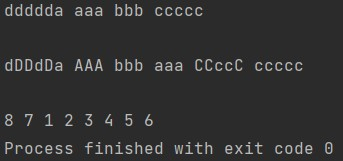 dddddа aaa bbb ccccc
dDDdDa AAA bbb aaa CCccC ccccc
8 7 1 2 3 4 5 6
Process finished with exit code 0